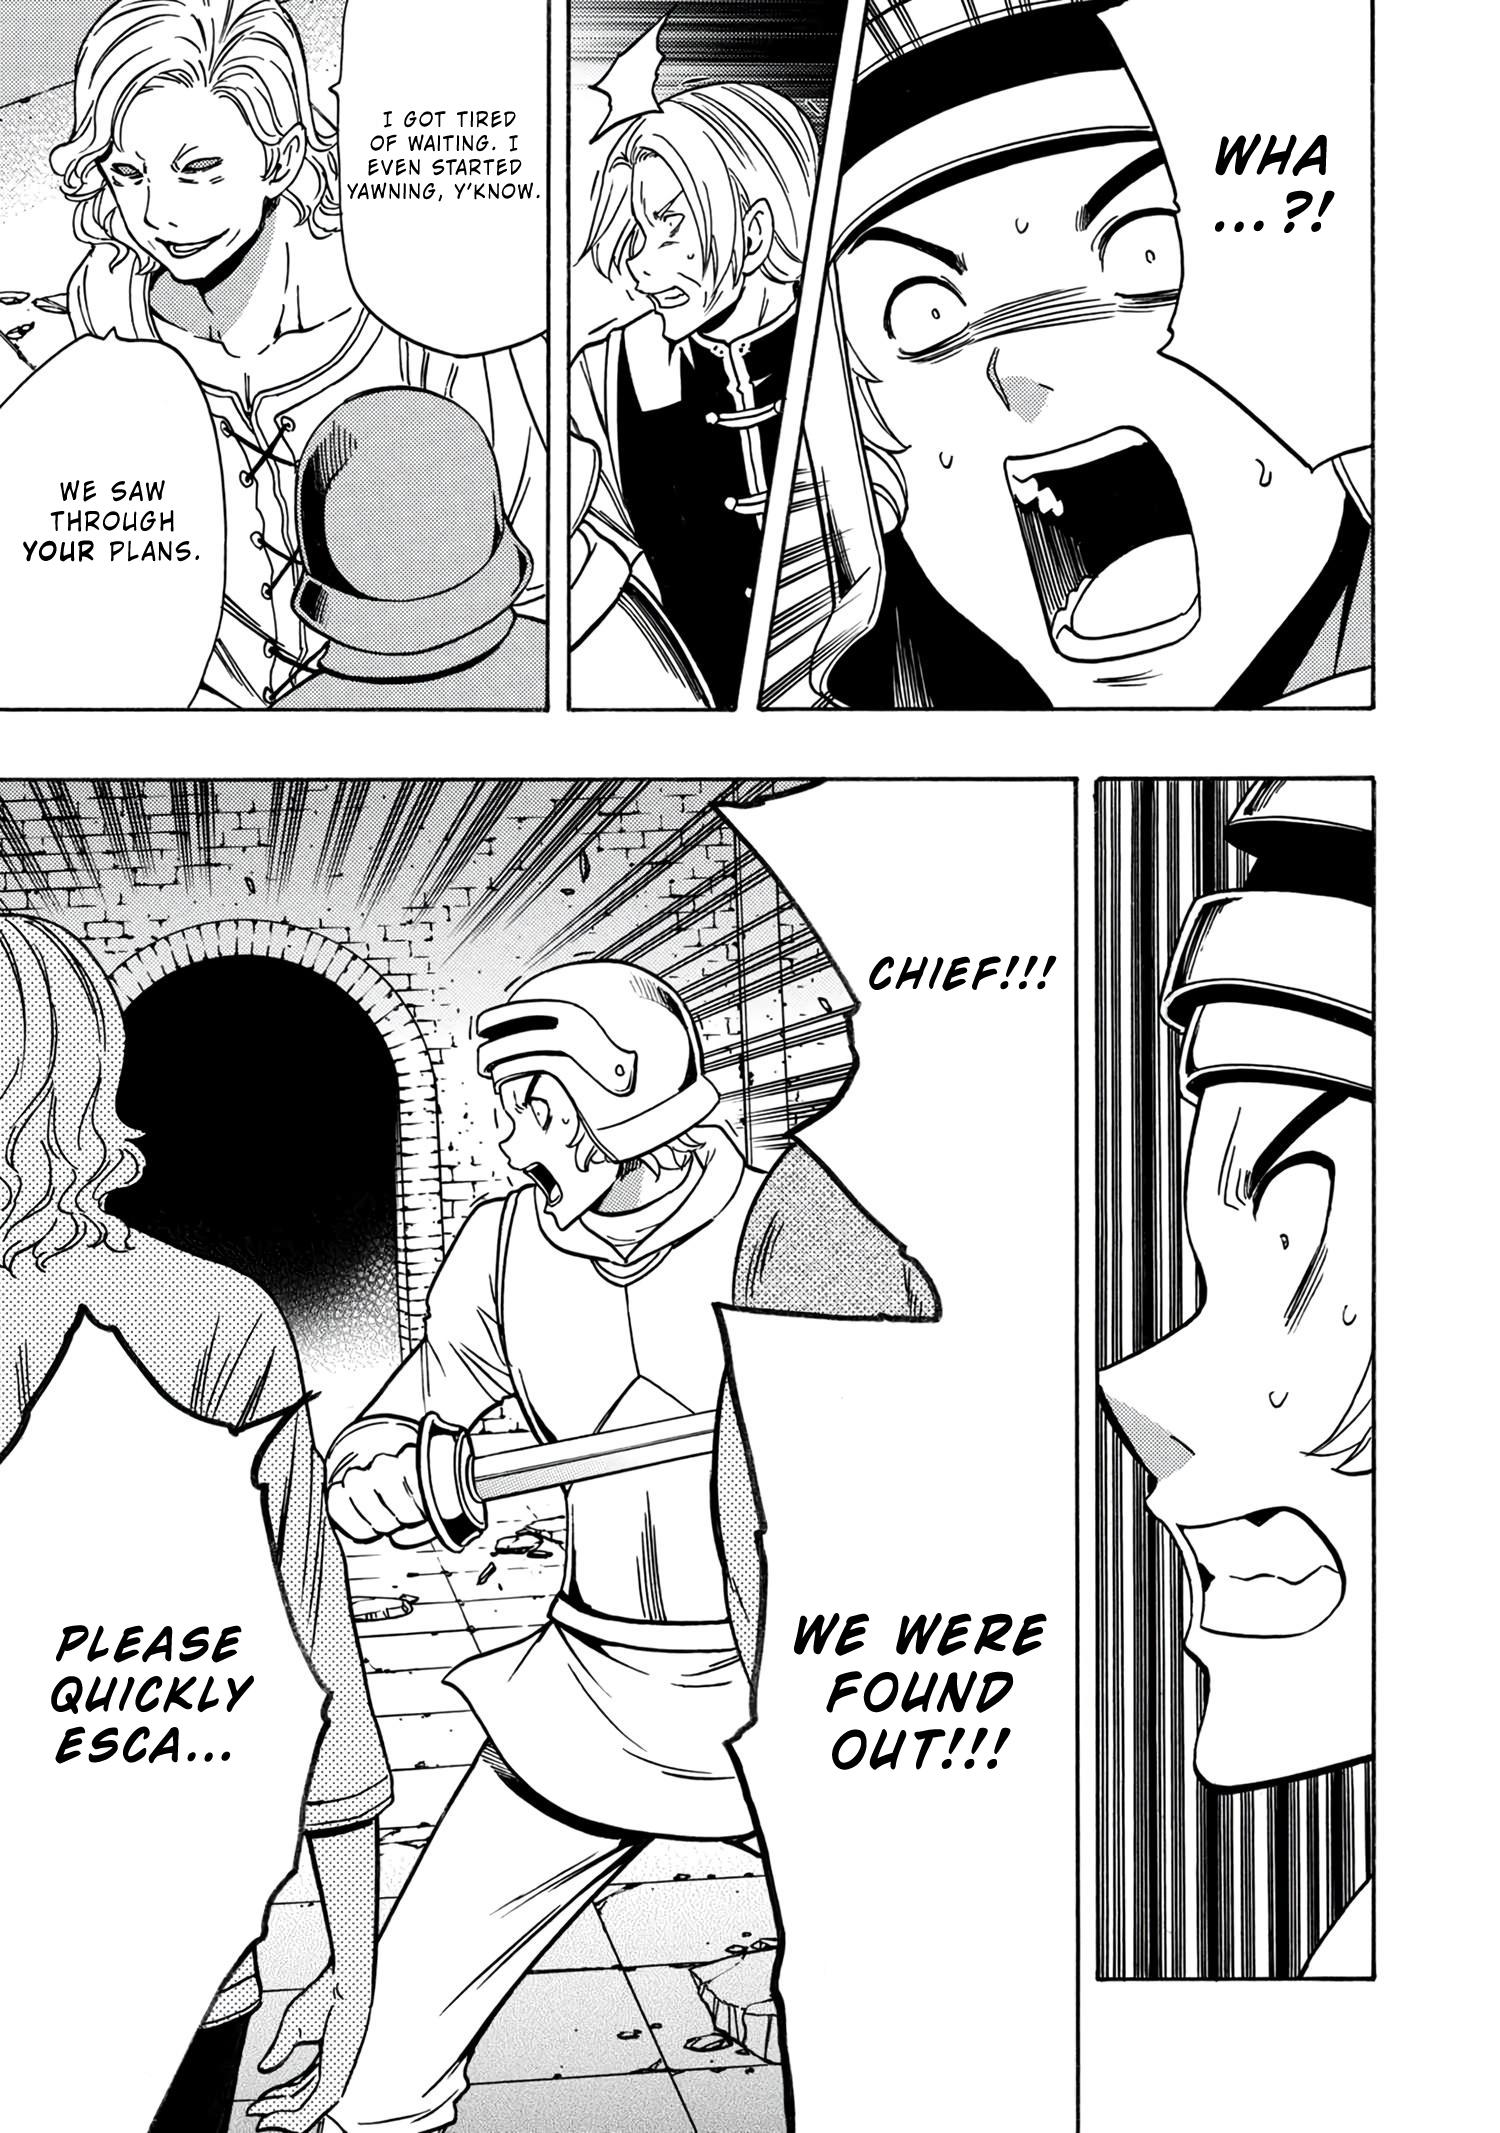 WHA
...?!
I GOT TIRED
OF WAITING. I
EVEN STARTED
YAWNING, Y'KNOW.
WE SAW
THROUGH
YOUR PLANS.
CHIEF!!!
WE WERE
FOUND
OUT!!!
PLEASE
QUICKLY
ESCA...